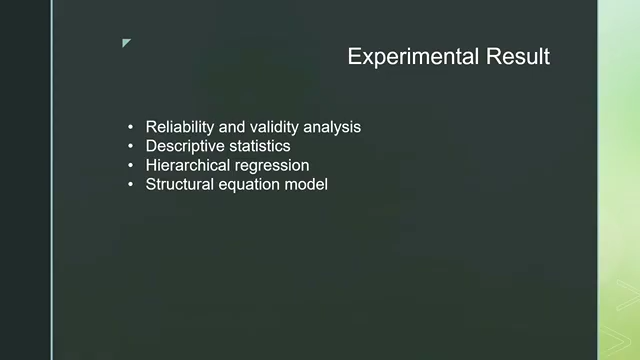 Experimental Result
• Reliability and validity analysis
• Descriptive statistics
• Hierarchical regression
• Structural equation model